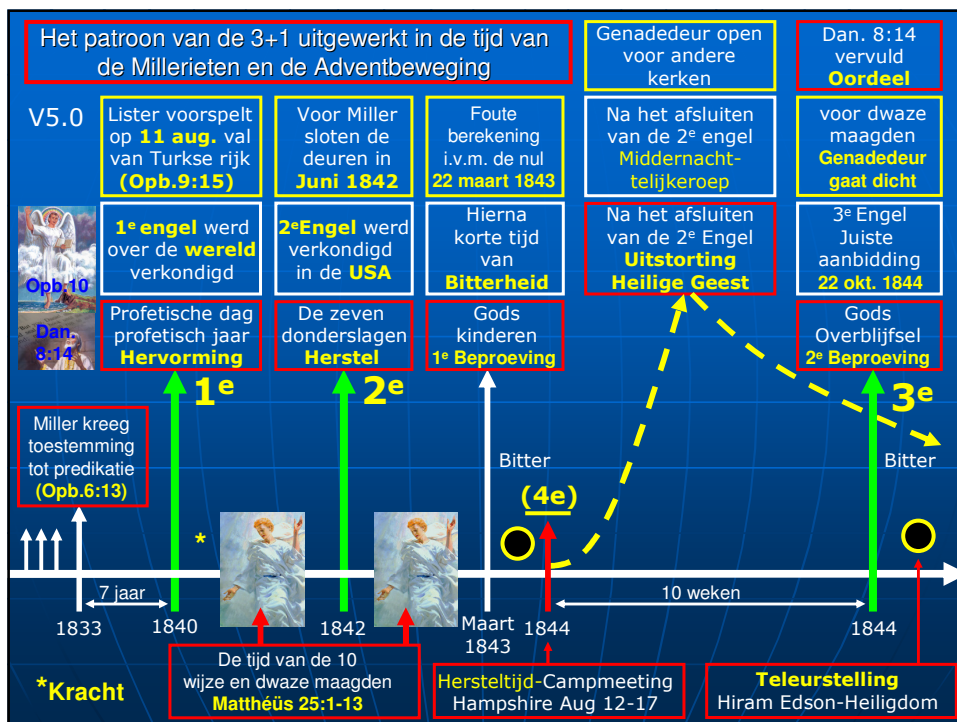 Het patroon van de 3+1 uitgewerkt in de tijd van
de Millerieten en de Adventbeweging
Genadedeur open
voor andere
kerken
Dan. 8:14
vervuld
Oordeel
V5.0
Lister voorspelt
op 11 aug. val
van Turkse rijk
(Opb.9:15)
Voor Miller
sloten de
deuren in
Juni 1842
Foute
berekening
i.v.m. de nul
22 maart 1843
Na het afsluiten
van de 2e engel
Middernacht-
telijkeroep
voor dwaze
maagden
Genadedeur
gaat dicht
Opb.10
1e engel werd
over de wereld
verkondigd
2eEngel werd
verkondigd
in de USA
Hierna
korte tijd
van
Bitterheid
Na het afsluiten
van de 2e Engel
Uitstorting
Heilige Geest
3e Engel
Juiste
aanbidding
22 okt. 1844
Dan.
8:14
Profetische dag
profetisch jaar
Hervorming
De zeven
donderslagen
Herstel
Gods
kinderen
1e Beproeving
Gods
Overblijfsel
2e Beproeving
1e
2e
3e
Miller kreeg
toestemming
tot predikatie
(Opb.6:13)
Bitter
Bitter
(4e)
*
7 jaar
10 weken
1833
1840
1842
Maart
1843
1844
1844
*Kracht
De tijd van de 10
wijze en dwaze maagden
Matthéüs 25:1-13
Hersteltijd-Campmeeting
Hampshire Aug 12-17
Teleurstelling
Hiram Edson-Heiligdom